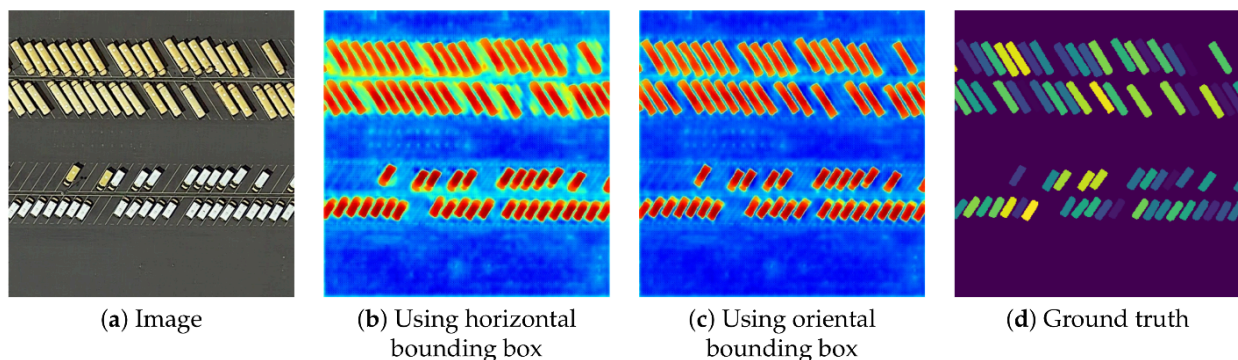 (a) Image
(b) Using horizontal
bounding box
(c) Using oriental
bounding box
(d) Ground truth